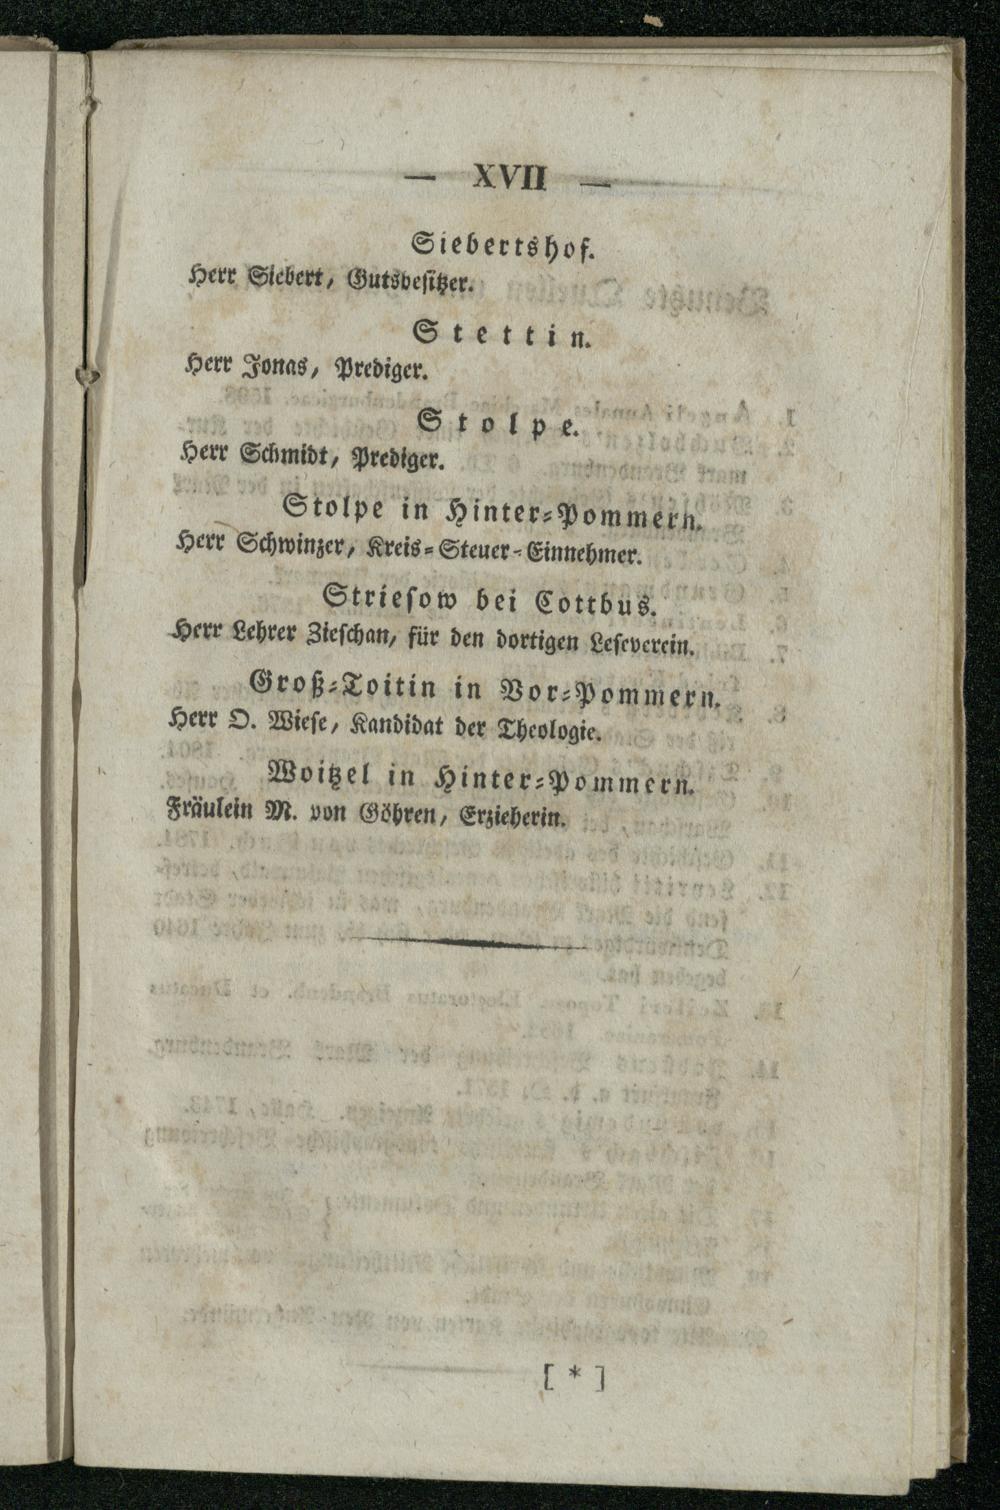 — XVII —
Siebertshof.
Herr Siebert, Gutsbesitzer.
Stettin.
Herr Jonas, Prediger.
Stolpe.
Herr Schmidt, Prediger.
Stolpe in Hinter-Pommern.
Herr Schwinzer, Kreis-Steuer-Einnehmer.
Striesow bei Cottbus.
Herr Lehrer Zieschan, für den dortigen Leseverein.
Groß-Toitin in Vor-Pommern.
Herr O. Wiese, Kandidat der Theologie.
Woitzel in Hinter-Pommern.
Fräulein M. von Göhren, Erzieherin.
[ * ]